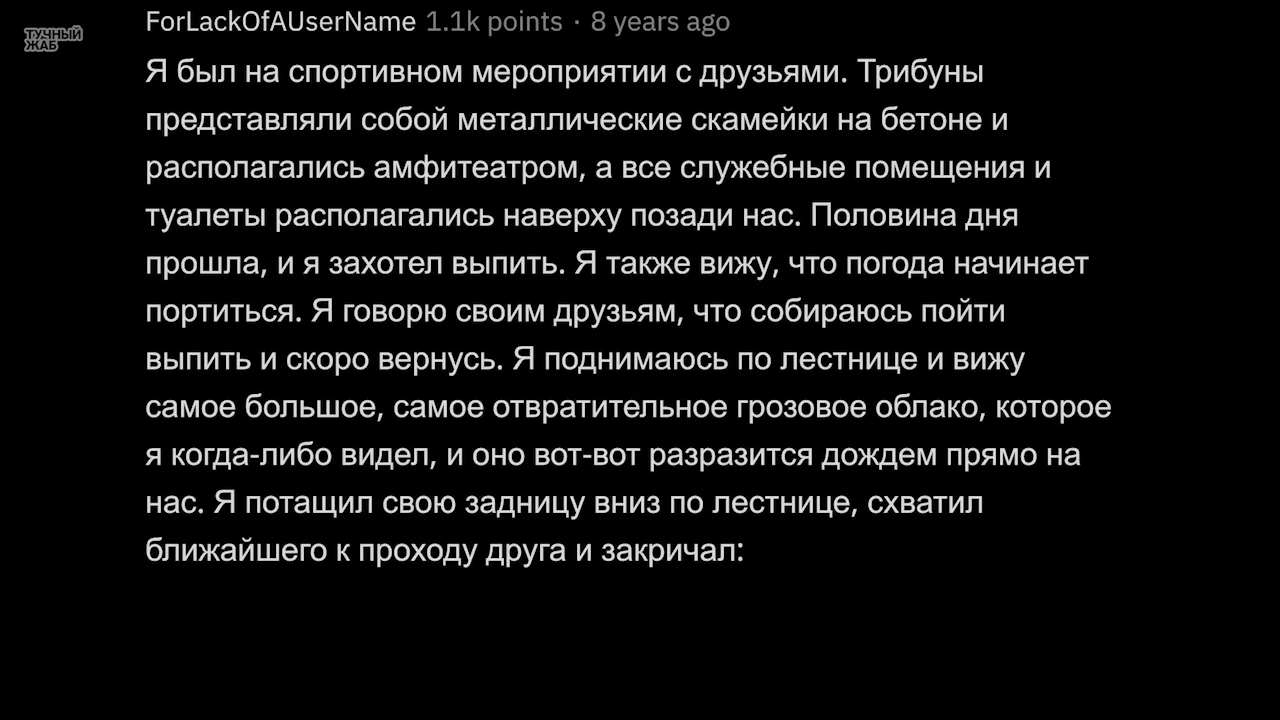 ForLackOfAUserName 1.1k points · 8 years ago
ТУЧНЫЙ
ЖАБ
Я был на спортивном мероприятии с друзьями. Трибуны
представляли собой металлические скамейки на бетоне и
располагались амфитеатром, а все служебные помещения и
туалеты располагались наверху позади нас. Половина дня
прошла, и я захотел выпить. Я также вижу, что погода начинает
портиться. Я говорю своим друзьям, что собираюсь пойти
выпить и скоро вернусь. Я поднимаюсь по лестнице и вижу
самое большое, самое отвратительное грозовое облако, которое
я когда-либо видел, и оно вот-вот разразится дождем прямо на
нас. Я потащил свою задницу вниз по лестнице, схватил
ближайшего к проходу друга и закричал: